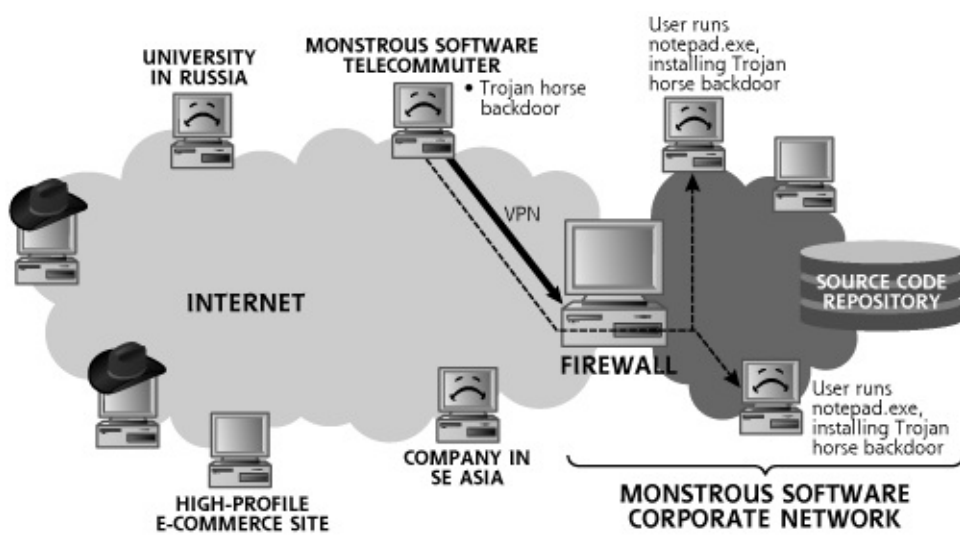 UNIVERSITY
IN RUSSIA
MONSTROUS SOFTWARE
TELECOMMUTER
• Trojan horse
backdoor
User runs
notepad.exe,
installing Trojan
horse backdoor
VPN
INTERNET
FIREWALL
SOURCE CODE
REPOSITORY
User runs
notepad.exe,
installing Trojan
horse backdoor
COMPANY IN
SE ASIA
HIGH-PROFILE
E-COMMERCE SITE
MONSTROUS SOFTWARE
CORPORATE NETWORK